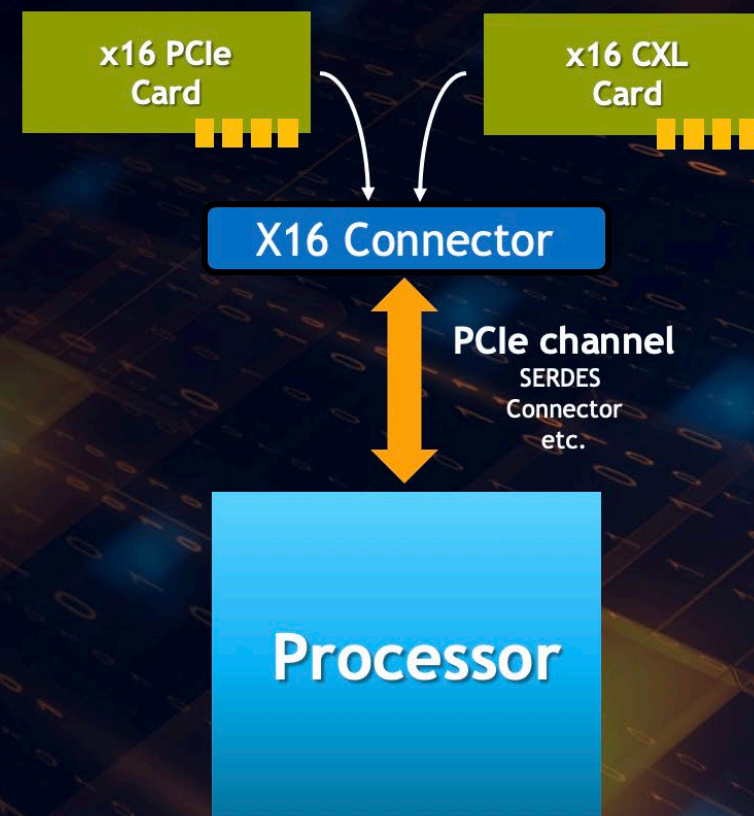 x16 PCIe
Card
x16 CXL
Card
X16 Connector
PCIe channel
SERDES
Connector
etc.
Processor